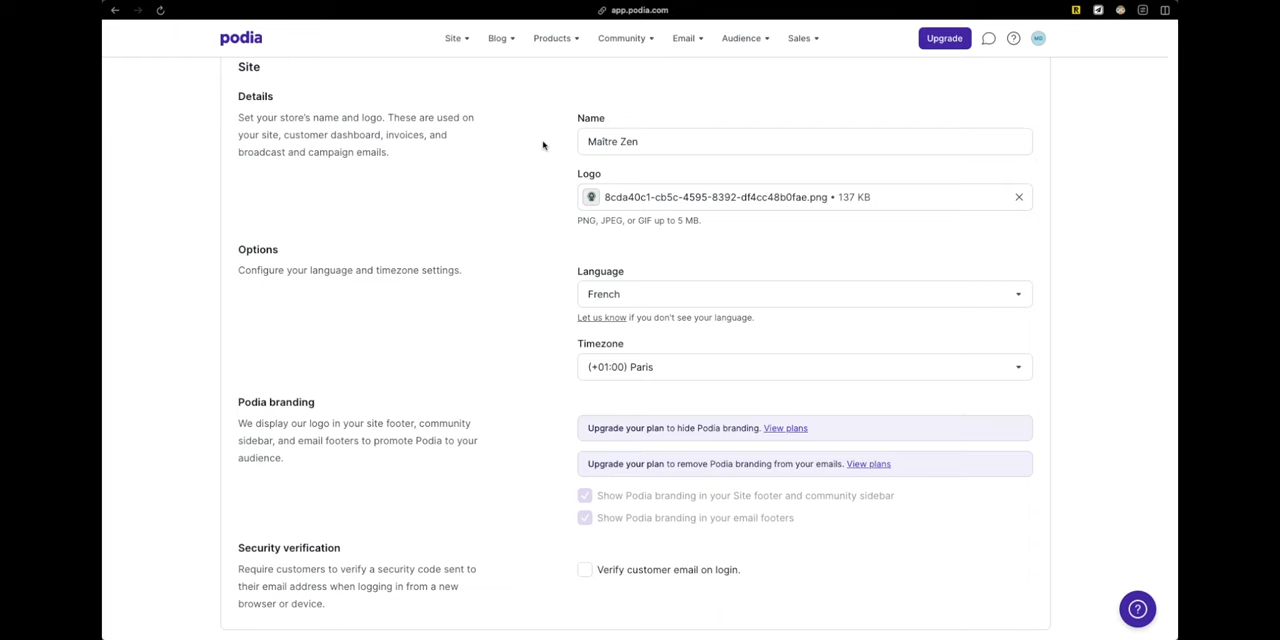 app.podia.com
podia
Site
Blog
Products
Community
Email
Audience
Sales
Upgrade
MD
Site
Details
Set your store's name and logo. These are used on
your site, customer dashboard, invoices, and
broadcast and campaign emails.
Name
Maître Zen
Logo
8cda40c1-cb5c-4595-8392-df4cc48b0fae.png • 137 KB
PNG, JPEG, or GIF up to 5 MB.
Options
Configure your language and timezone settings.
Language
French
Let us know if you don't see your language.
Timezone
(+01:00) Paris
Podia branding
We display our logo in your site footer, community
sidebar, and email footers to promote Podia to your
audience.
Upgrade your plan to hide Podia branding. View plans
Upgrade your plan to remove Podia branding from your emails. View plans
Show Podia branding in your Site footer and community sidebar
Show Podia branding in your email footers
Security verification
Require customers to verify a security code sent to
their email address when logging in from a new
browser or device.
Verify customer email on login.